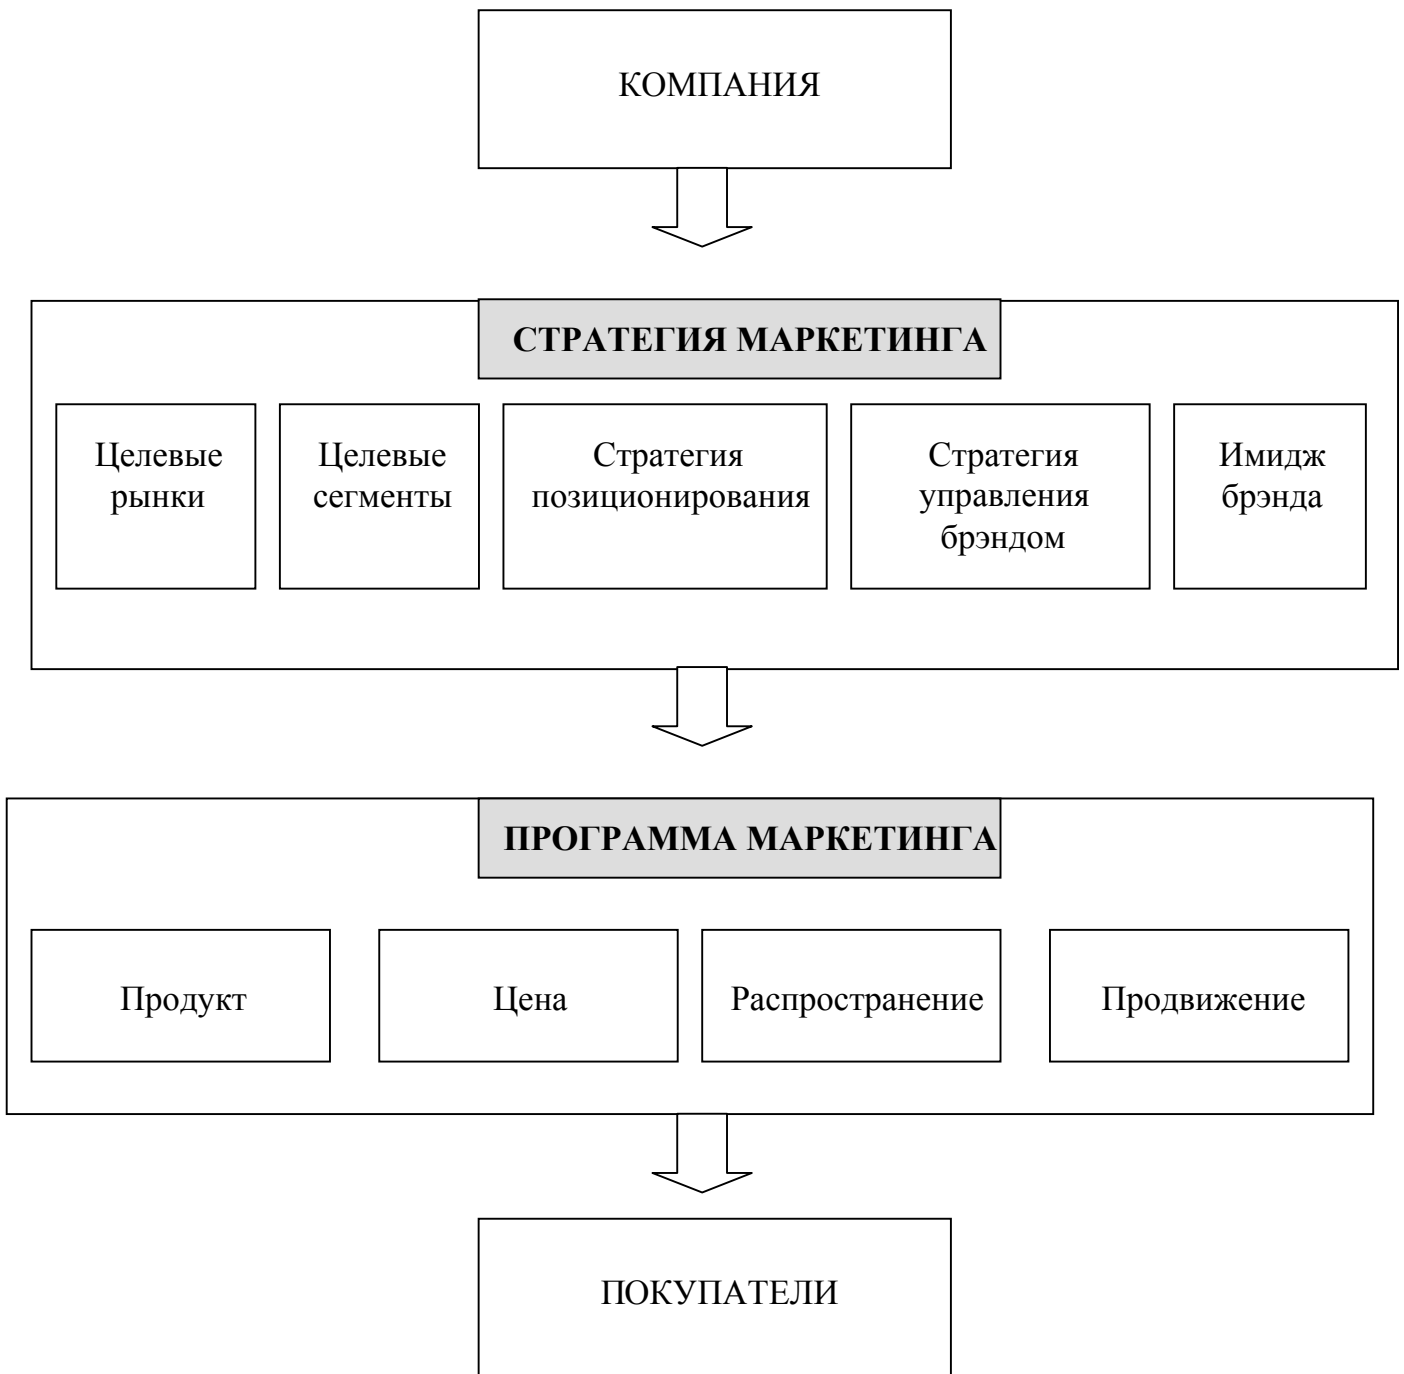 КОМПАНИЯ
СТРАТЕГИЯ МАРКЕТИНГА
Целевые
рынки
Целевые
сегменты
Стратегия
позиционирования
Стратегия
управления
брэндом
Имидж
брэнда
ПРОГРАММА МАРКЕТИНГА
Продукт
Цена
Распространение
Продвижение
ПОКУПАТЕЛИ